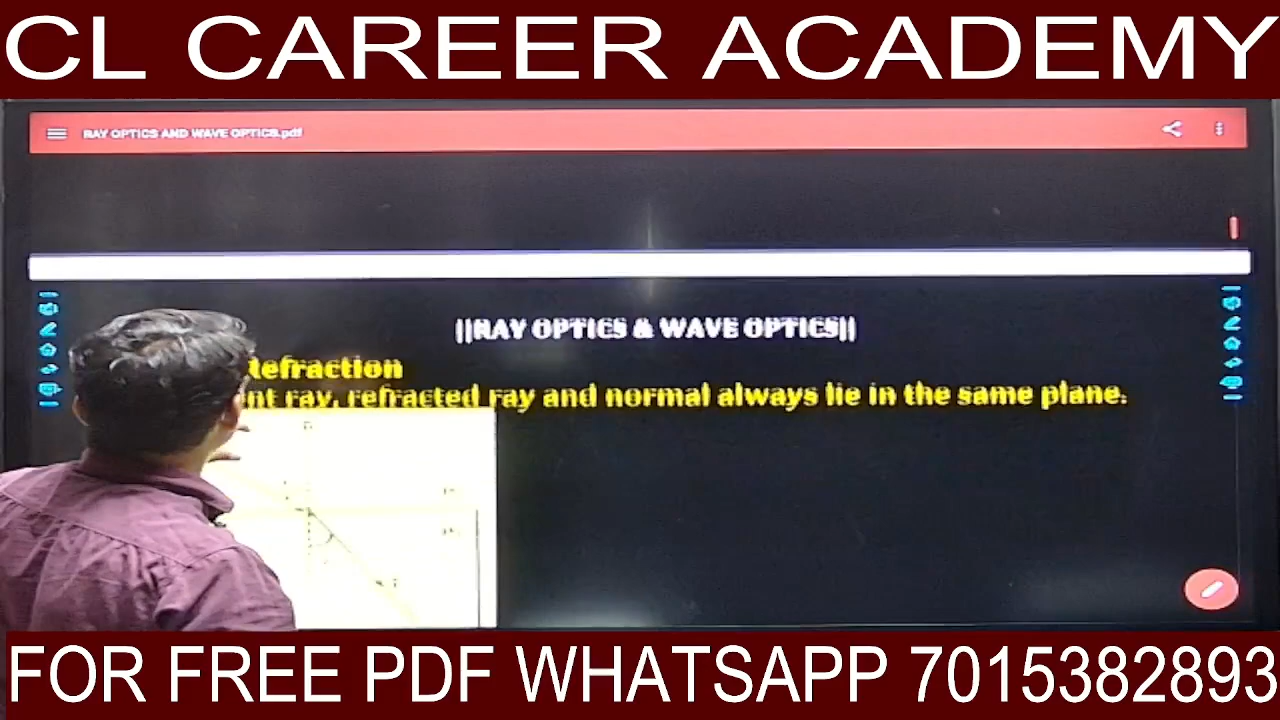 CL CAREER ACADEMY
RAY OPTICS AND WAVE OPTICS.pdf
||RAY OPTICS & WAVE OPTICS||
Refraction
ray, refracted ray and normal always lie in the same plane.
FOR FREE PDF WHATSAPP 7015382893